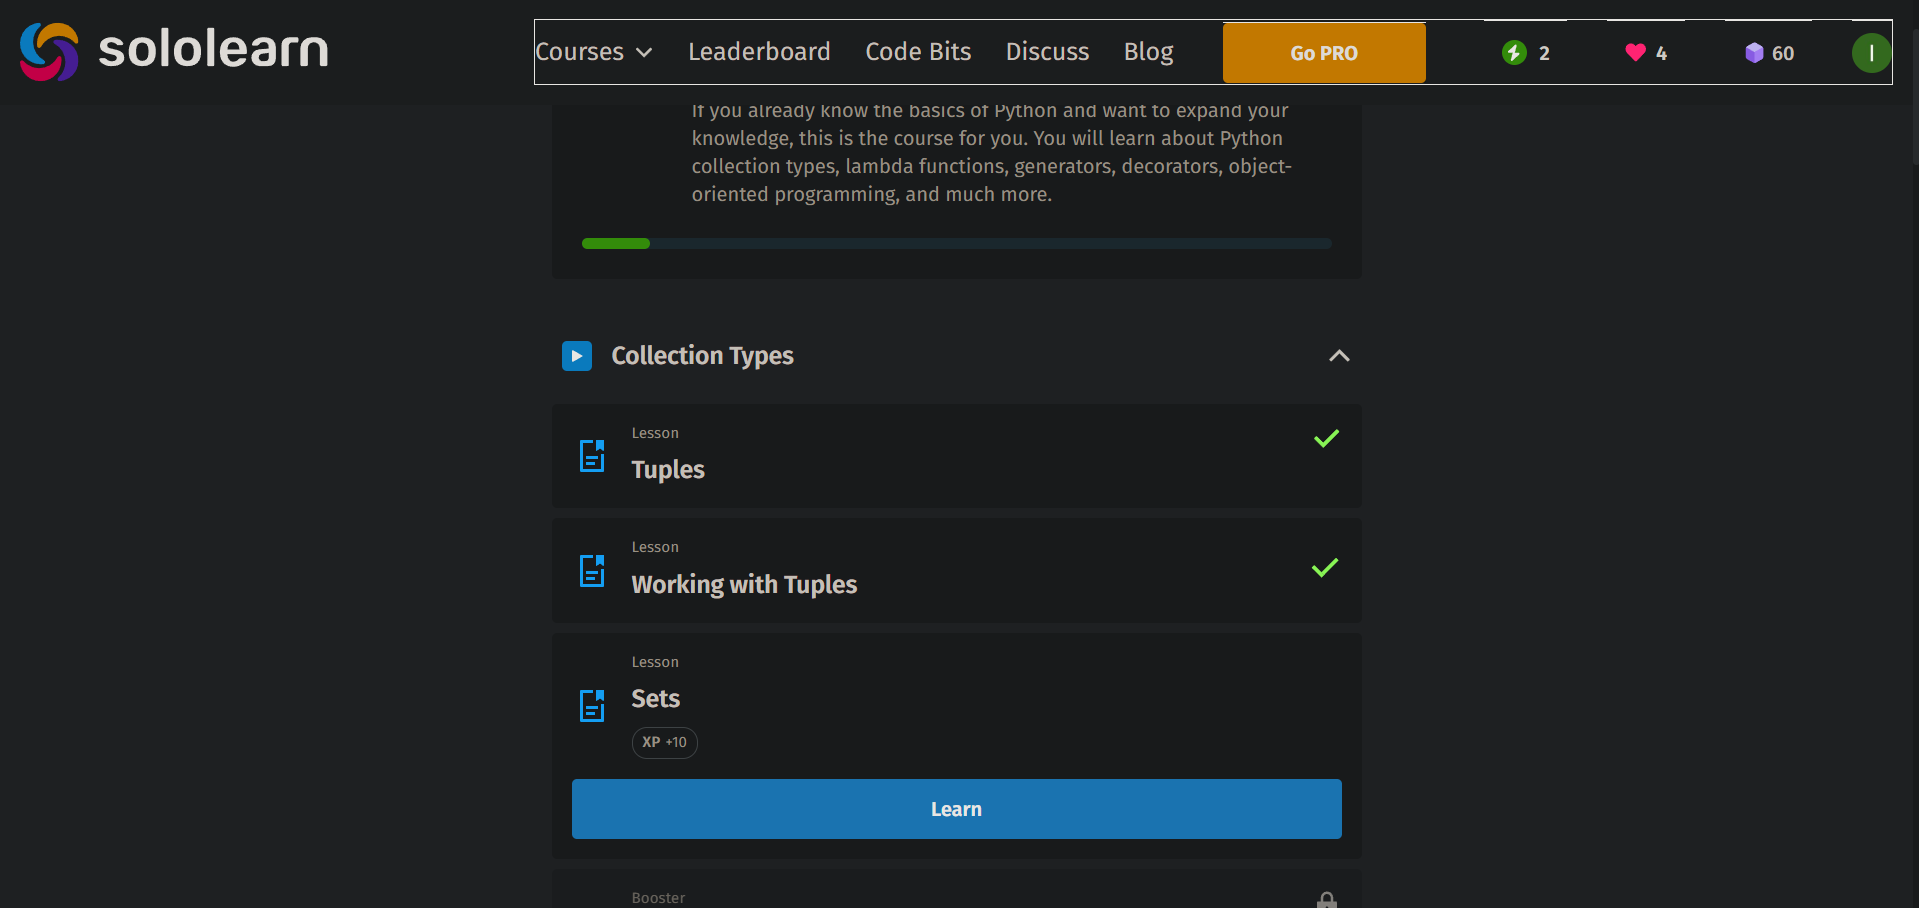 sololearn
Courses Leaderboard Code Bits Discuss Blog Go PRO 2 4 60 I
If you already know the basics of Python and want to expand your
knowledge, this is the course for you. You will learn about Python
collection types, lambda functions, generators, decorators, object-
oriented programming, and much more.
Collection Types
Lesson
Tuples
Lesson
Working with Tuples
Lesson
Sets
XP +10
Learn
Booster